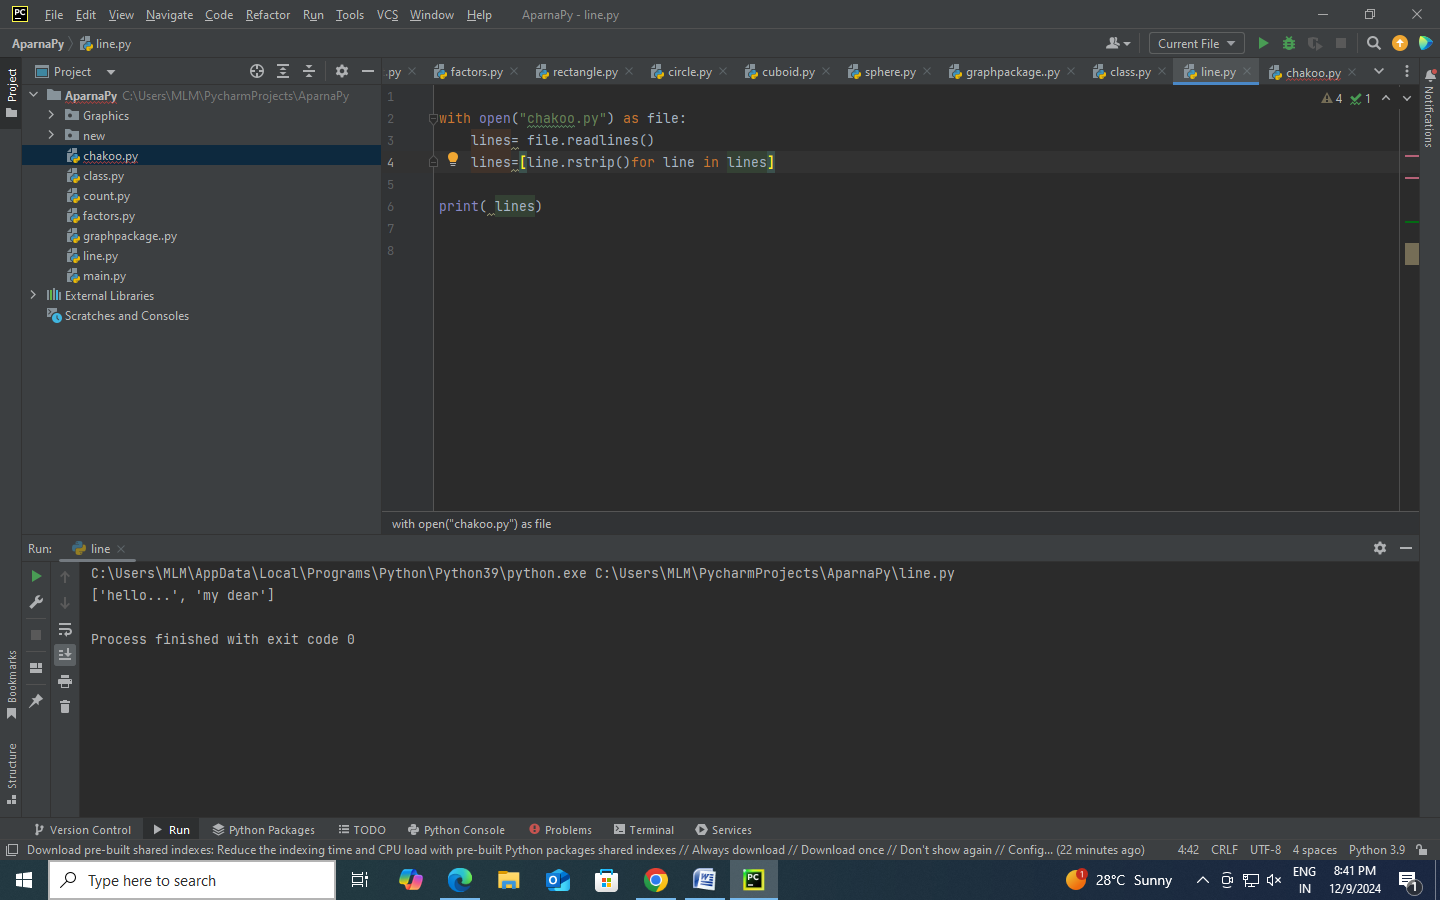 PC File Edit View Navigate Code Refactor Run Tools VCS Window Help AparnaPy - line.py
AparnaPy line.py Current File
Project .py factors.py rectangle.py circle.py cuboid.py sphere.py graphpackage..py class.py line.py chakoo.py
Project
AparnaPy C:\Users\MLM\PycharmProjects\AparnaPy
Graphics
new
chakoo.py
class.py
count.py
factors.py
graphpackage..py
line.py
main.py
External Libraries
Scratches and Consoles
1
2 with open("chakoo.py") as file:
3 lines= file.readlines()
4 lines=[line.rstrip()for line in lines]
5
6 print( lines)
7
8
4 1
Notifications
with open("chakoo.py") as file
Run: line
C:\Users\MLM\AppData\Local\Programs\Python\Python39\python.exe C:\Users\MLM\PycharmProjects\AparnaPy\line.py
['hello...', 'my dear']
Process finished with exit code 0
Bookmarks
Structure
Version Control Run Python Packages TODO Python Console Problems Terminal Services
Download pre-built shared indexes: Reduce the indexing time and CPU load with pre-built Python packages shared indexes // Always download // Download once // Don't show again // Config... (22 minutes ago) 4:42 CRLF UTF-8 4 spaces Python 3.9
Type here to search PC 1 28°C Sunny ENG 8:41 PM
IN 12/9/2024 1